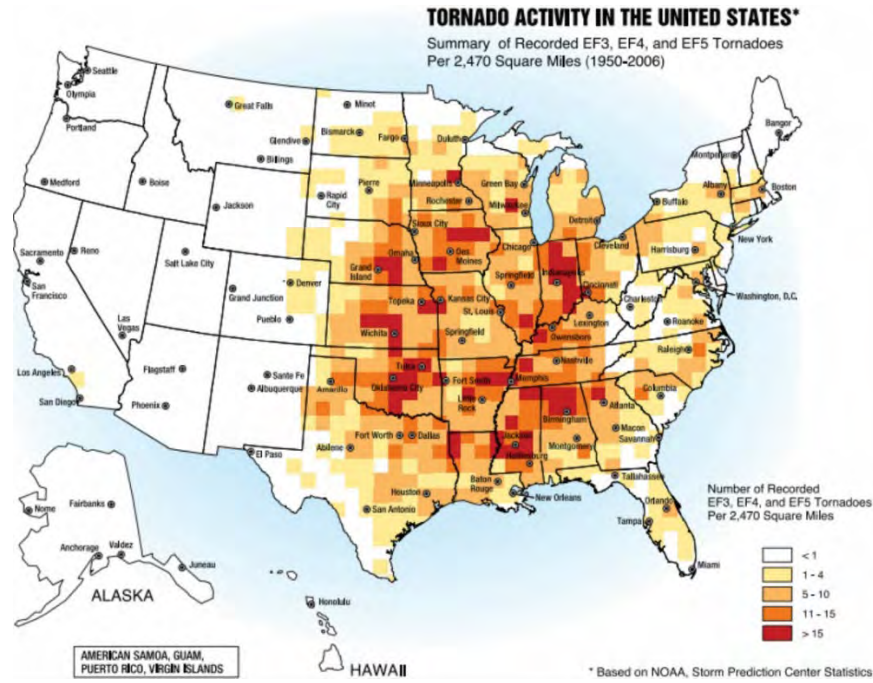 TORNADO ACTIVITY IN THE UNITED STATES*
Summary of Recorded EF3, EF4, and EF5 Tornadoes
Per 2,470 Square Miles (1950-2006)
Seattle
Olympia
Portland
Great Falls
Minot
Bismarck
Fargo
Duluth
Glendive
Billings
Bangor
Montpelier
Medford
Boise
Jackson
Rapid
City
Pierre
Minneapolis
Rochester
Green Bay
Milwaukee
Buffalo
Albany
Boston
Detroit
Sioux City
Chicago
Cleveland
Harrisburg
New York
Sacramento
Reno
Salt Lake City
San
Francisco
Grand Junction
Denver
Pueblo
Grand
Island
Omaha
Des
Moines
Springfield
Indianapolis
Cincinnati
Charleston
Washington, D.C.
Topeka
Kansas City
St. Louis
Lexington
Roanoke
Las
Vegas
Wichita
Springfield
Owensboro
Raleigh
Los Angeles
Flagstaff
Santa Fe
Albuquerque
Amarillo
Tulsa
Oklahoma City
Fort Smith
Memphis
Nashville
Little
Rock
Columbia
San Diego
Phoenix
Birmingham
Atlanta
Macon
Savannah
El Paso
Abilene
Fort Worth
Dallas
Jackson
Hattiesburg
Montgomery
Tallahassee
Houston
San Antonio
Baton
Rouge
New Orleans
Orlando
Tampa
Miami
Fairbanks
Nome
Anchorage
Valdez
Juneau
ALASKA
Honolulu
HAWAII
AMERICAN SAMOA, GUAM,
PUERTO RICO, VIRGIN ISLANDS
Number of Recorded
EF3, EF4, and EF5 Tornadoes
Per 2,470 Square Miles
< 1
1 - 4
5 - 10
11 - 15
> 15
* Based on NOAA, Storm Prediction Center Statistics